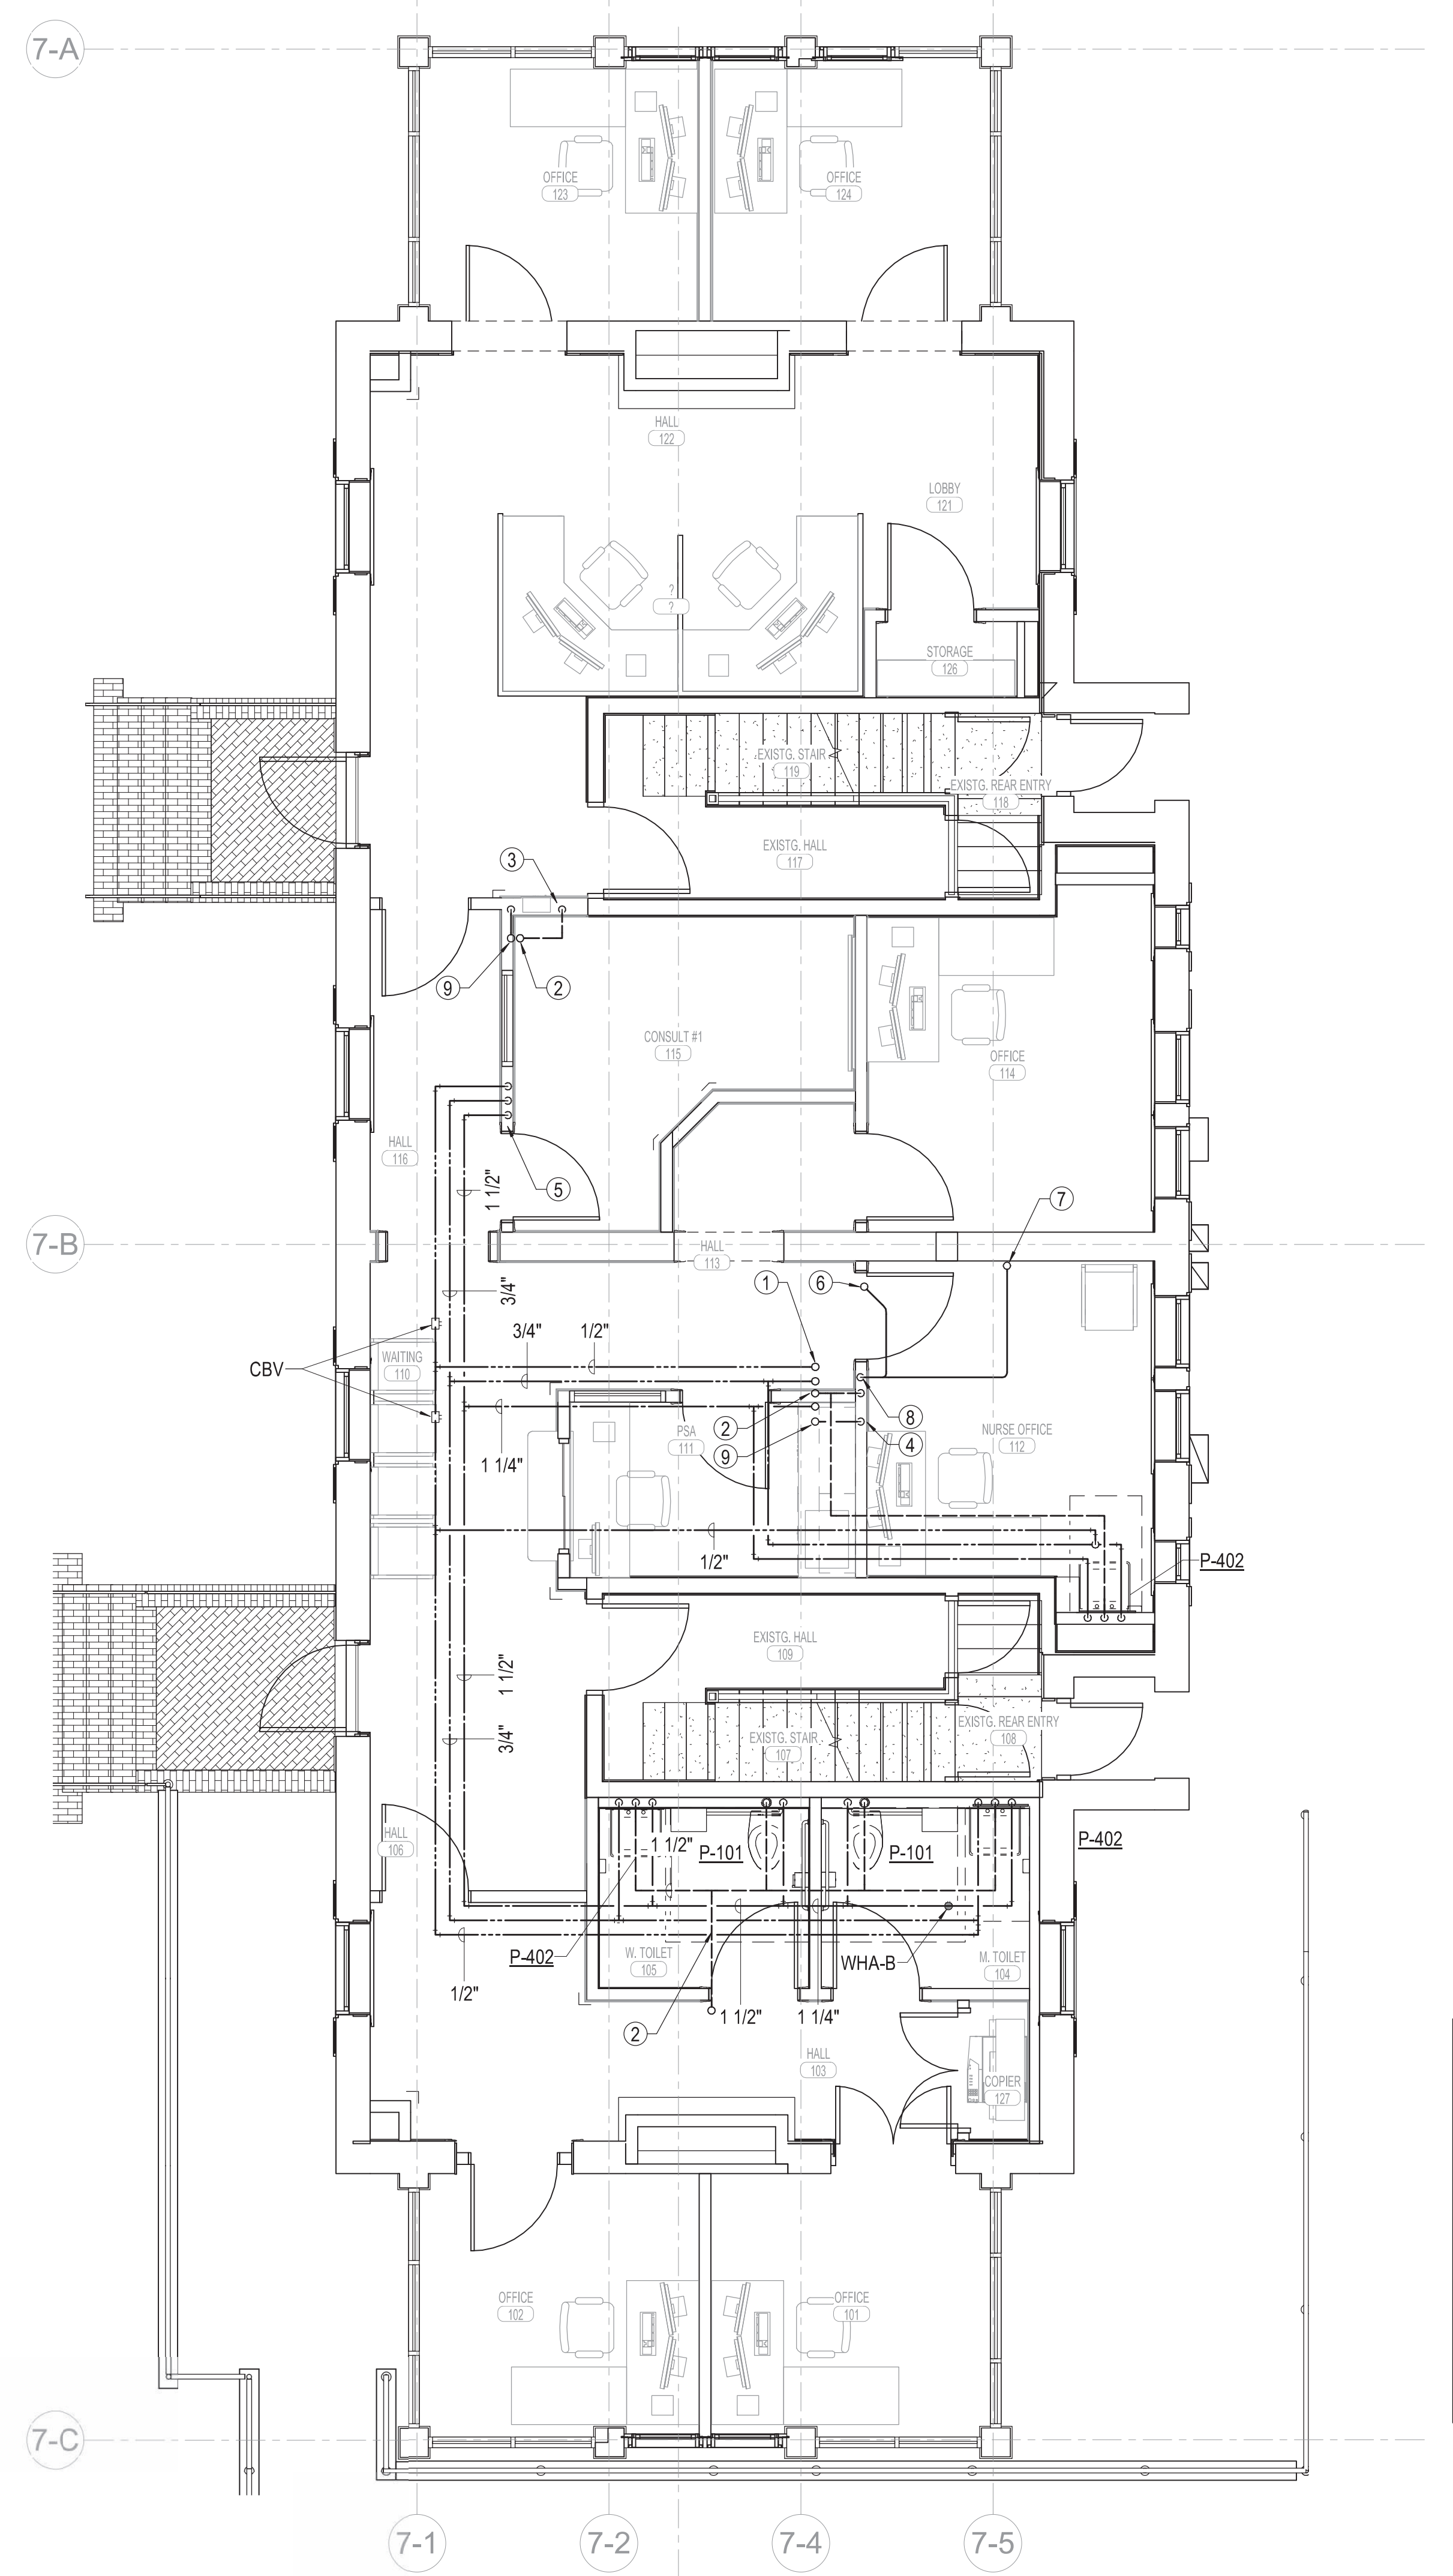 7-A
OFFICE
123
OFFICE
124
HALL
122
LOBBY
121
?
?
STORAGE
126
EXISTG. STAIR
119
EXISTG. REAR ENTRY
118
EXISTG. HALL
117
3
9
2
CONSULT #1
115
OFFICE
114
HALL
116
5
1 1/2"
7
7-B
HALL
113
1
6
3/4"
3/4"
1/2"
CBV
WAITING
110
2
8
PSA
111
9
4
NURSE OFFICE
112
1 1/4"
1/2"
P-402
EXISTG. HALL
109
1 1/2"
3/4"
EXISTG. REAR ENTRY
108
EXISTG. STAIR
107
HALL
106
1 1/2"
P-101
P-101
P-402
P-402
W. TOILET
105
WHA-B
M. TOILET
104
1/2"
1 1/2"
1 1/4"
2
HALL
103
COPIER
127
OFFICE
102
OFFICE
101
7-C
7-1
7-2
7-4
7-5